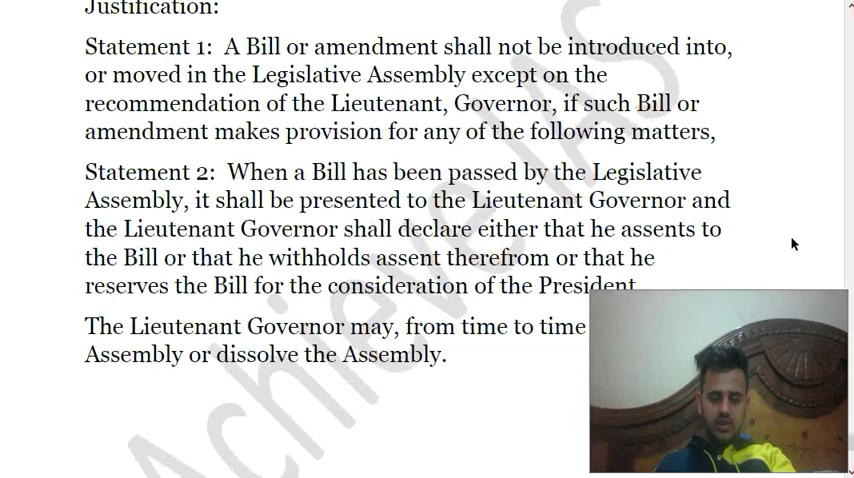 Justification:
Statement 1: A Bill or amendment shall not be introduced into,
or moved in the Legislative Assembly except on the
recommendation of the Lieutenant, Governor, if such Bill or
amendment makes provision for any of the following matters,
Statement 2: When a Bill has been passed by the Legislative
Assembly, it shall be presented to the Lieutenant Governor and
the Lieutenant Governor shall declare either that he assents to
the Bill or that he withholds assent therefrom or that he
reserves the Bill for the consideration of the President
The Lieutenant Governor may, from time to time
Assembly or dissolve the Assembly.
Achieve IAS